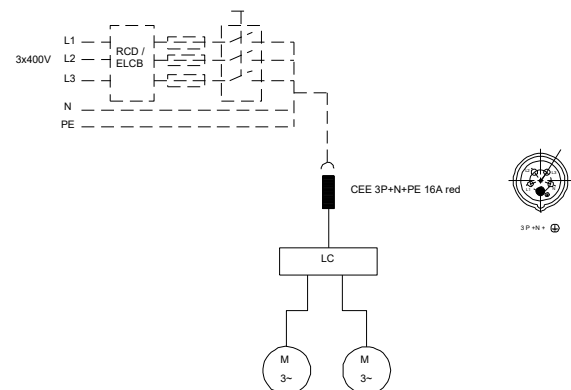 L1
3x400V L2
L3
RCD /
ELCB
N
PE
CEE 3P+N+PE 16A red
3 P +N +
LC
M
3~
M
3~